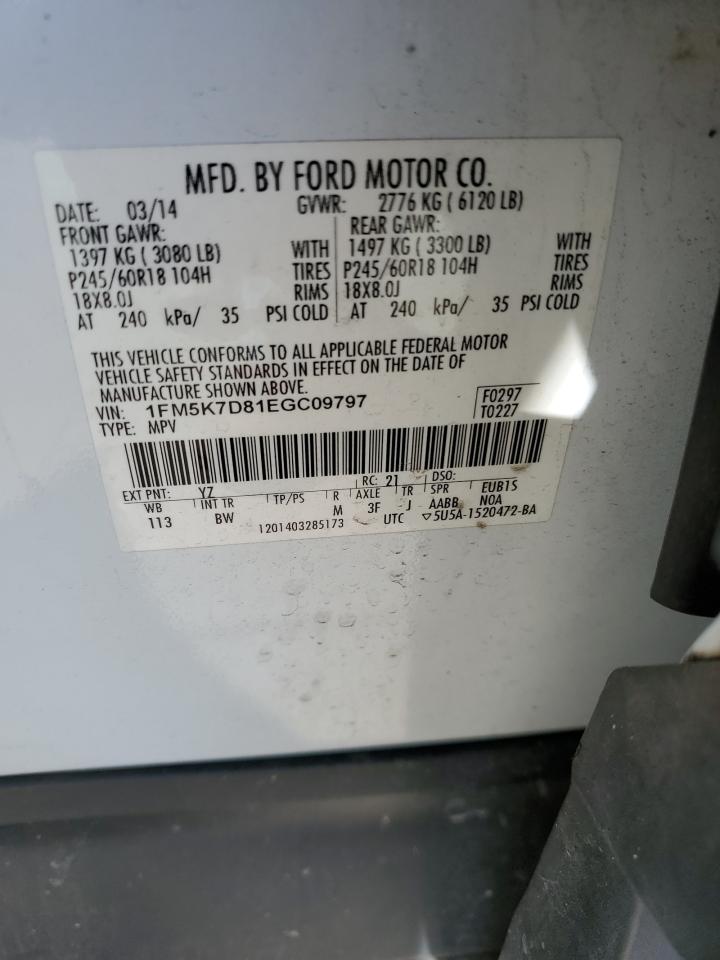 MFD. BY FORD MOTOR CO.
DATE: 03/14 GVWR: 2776 KG ( 6120 LB)
FRONT GAWR: REAR GAWR:
1397 KG ( 3080 LB) WITH 1497 KG ( 3300 LB) WITH
P245/60R18 104H TIRES P245/60R18 104H TIRES
18X8.0J RIMS 18X8.0J RIMS
AT 240 kPa/ 35 PSI COLD AT 240 kPa/ 35 PSI COLD
THIS VEHICLE CONFORMS TO ALL APPLICABLE FEDERAL MOTOR
VEHICLE SAFETY STANDARDS IN EFFECT ON THE DATE OF
MANUFACTURE SHOWN ABOVE.
VIN: 1FM5K7D81EGC09797 F0297
TYPE: MPV T0227
EXT PNT: YZ RC: 21 DSO:
WB INT TR TP/PS R AXLE TR SPR EUB1S
113 BW M 3F J AABB N0A
1201403285173 UTC ▽5U5A-1520472-BA